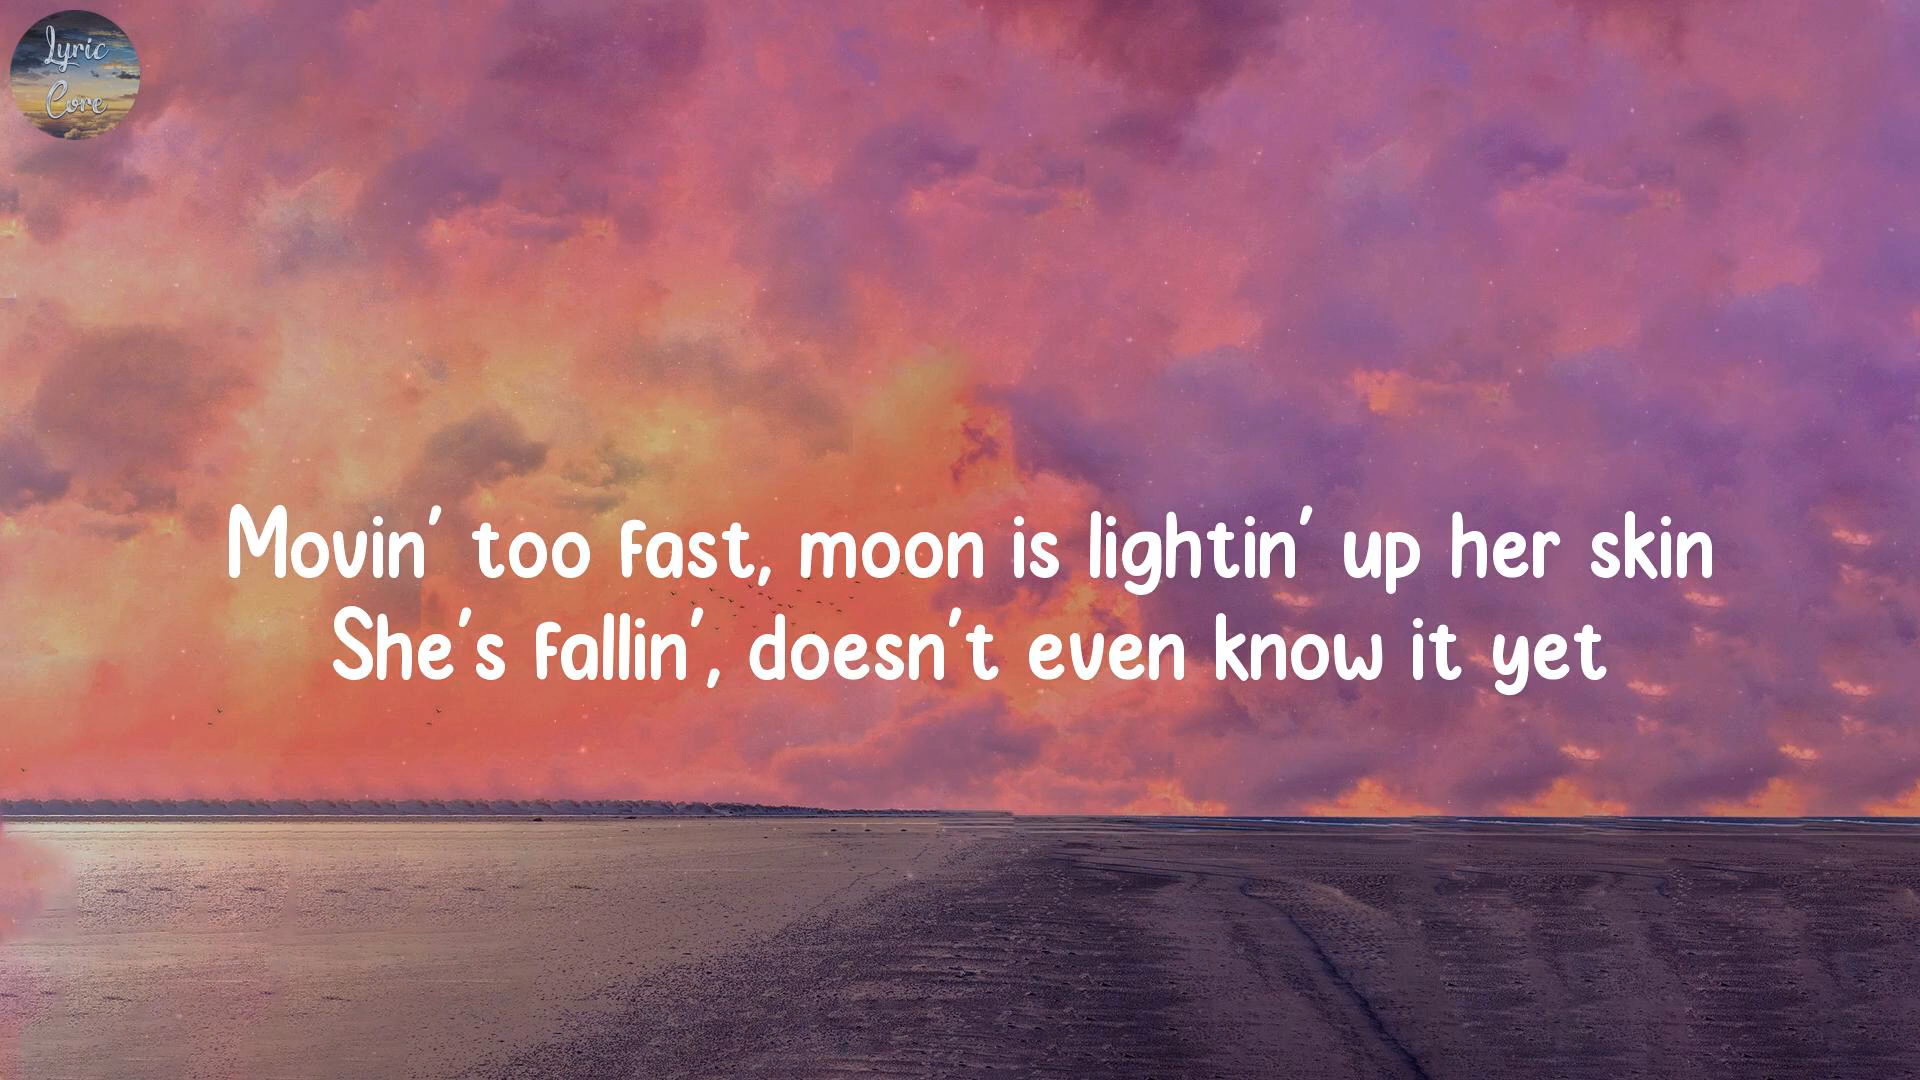 Lyric
Core
Movin' too fast, moon is lightin' up her skin
She's fallin', doesn't even know it yet